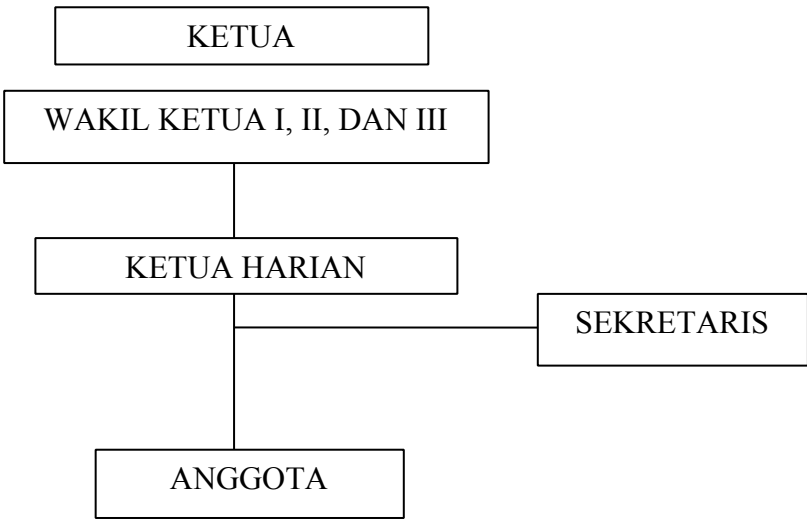 KETUA
WAKIL KETUA I, II, DAN III
KETUA HARIAN
SEKRETARIS
ANGGOTA